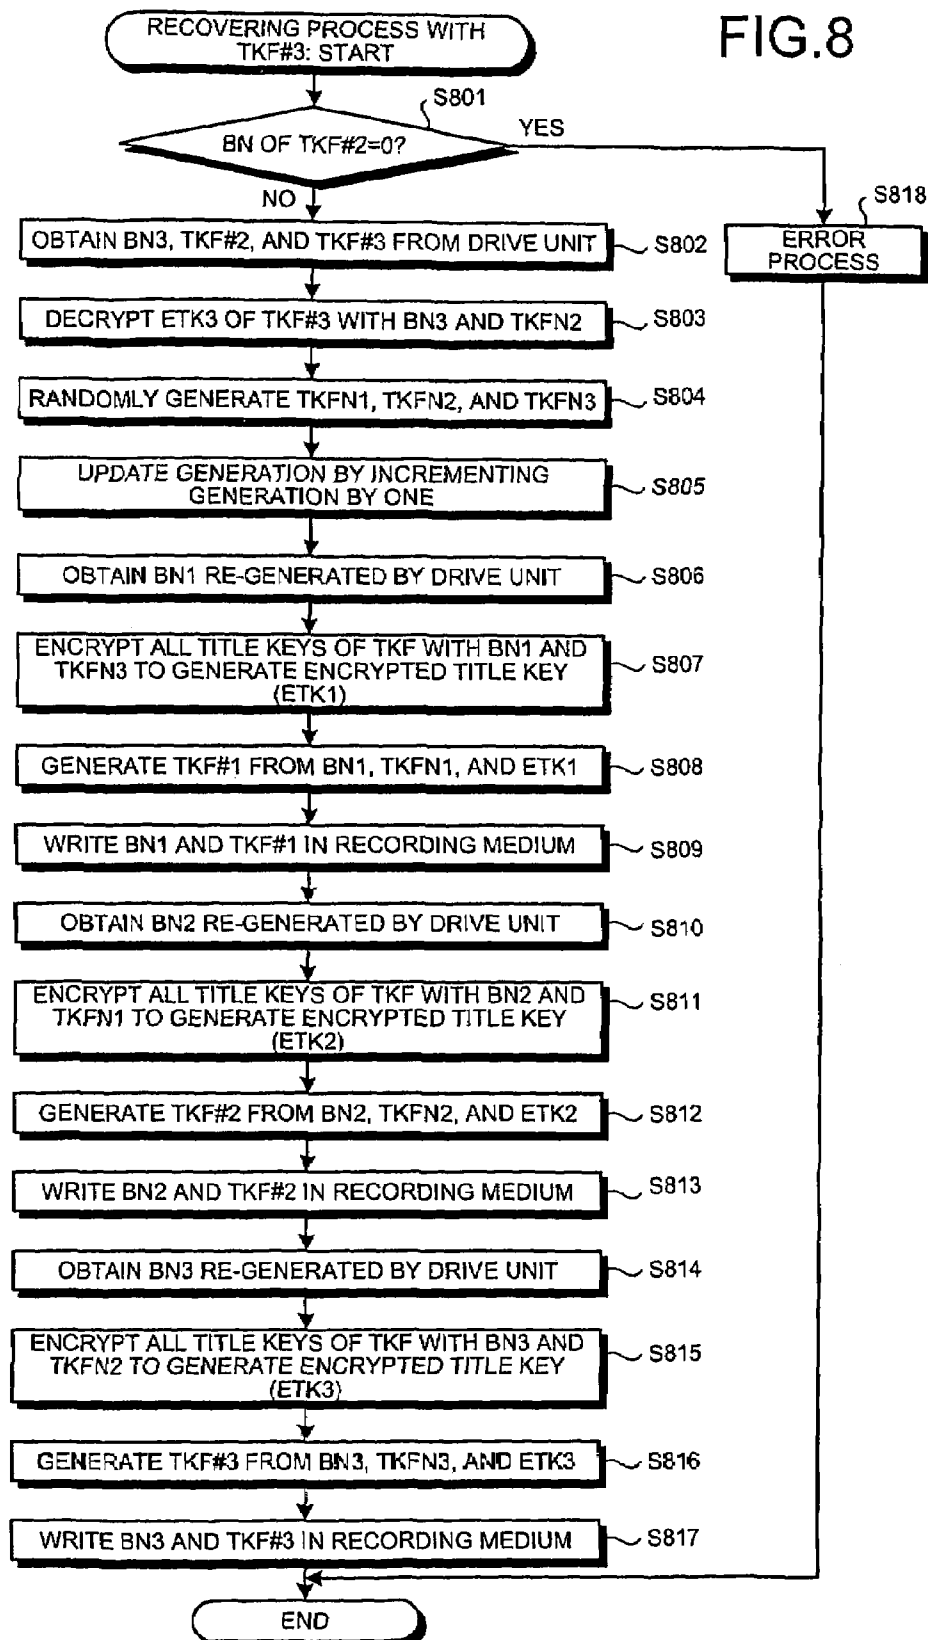 FIG.8
RECOVERING PROCESS WITH
TKF#3: START
S801
BN OF TKF#2=0?
YES
NO
S818
ERROR
PROCESS
OBTAIN BN3, TKF#2, AND TKF#3 FROM DRIVE UNIT
S802
DECRYPT ETK3 OF TKF#3 WITH BN3 AND TKFN2
S803
RANDOMLY GENERATE TKFN1, TKFN2, AND TKFN3
S804
UPDATE GENERATION BY INCREMENTING
GENERATION BY ONE
S805
OBTAIN BN1 RE-GENERATED BY DRIVE UNIT
S806
ENCRYPT ALL TITLE KEYS OF TKF WITH BN1 AND
TKFN3 TO GENERATE ENCRYPTED TITLE KEY
(ETK1)
S807
GENERATE TKF#1 FROM BN1, TKFN1, AND ETK1
S808
WRITE BN1 AND TKF#1 IN RECORDING MEDIUM
S809
OBTAIN BN2 RE-GENERATED BY DRIVE UNIT
S810
ENCRYPT ALL TITLE KEYS OF TKF WITH BN2 AND
TKFN1 TO GENERATE ENCRYPTED TITLE KEY
(ETK2)
S811
GENERATE TKF#2 FROM BN2, TKFN2, AND ETK2
S812
WRITE BN2 AND TKF#2 IN RECORDING MEDIUM
S813
OBTAIN BN3 RE-GENERATED BY DRIVE UNIT
S814
ENCRYPT ALL TITLE KEYS OF TKF WITH BN3 AND
TKFN2 TO GENERATE ENCRYPTED TITLE KEY
(ETK3)
S815
GENERATE TKF#3 FROM BN3, TKFN3, AND ETK3
S816
WRITE BN3 AND TKF#3 IN RECORDING MEDIUM
S817
END